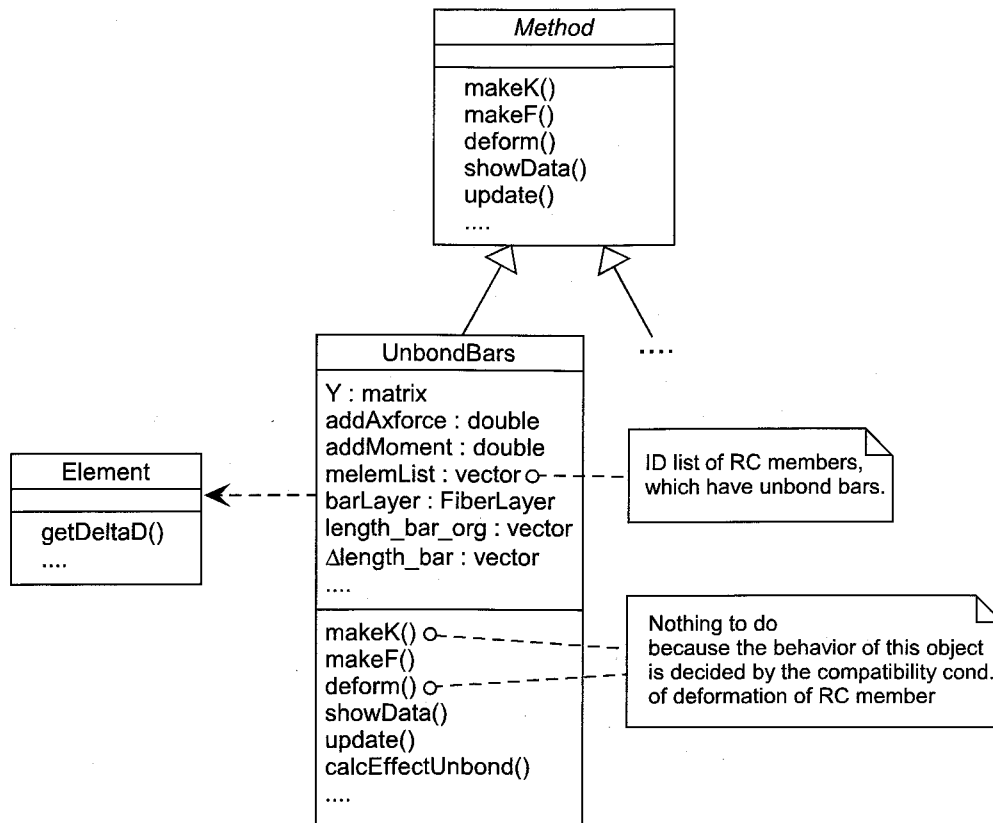 Method
makeK()
makeF()
deform()
showData()
update()
....
....
UnbondBars
Y : matrix
addAxforce : double
addMoment : double
melemList : vector
barLayer : FiberLayer
length_bar_org : vector
Δlength_bar : vector
....
makeK()
makeF()
deform()
showData()
update()
calcEffectUnbond()
....
Element
getDeltaD()
....
ID list of RC members,
which have unbond bars.
Nothing to do
because the behavior of this object
is decided by the compatibility cond.
of deformation of RC member